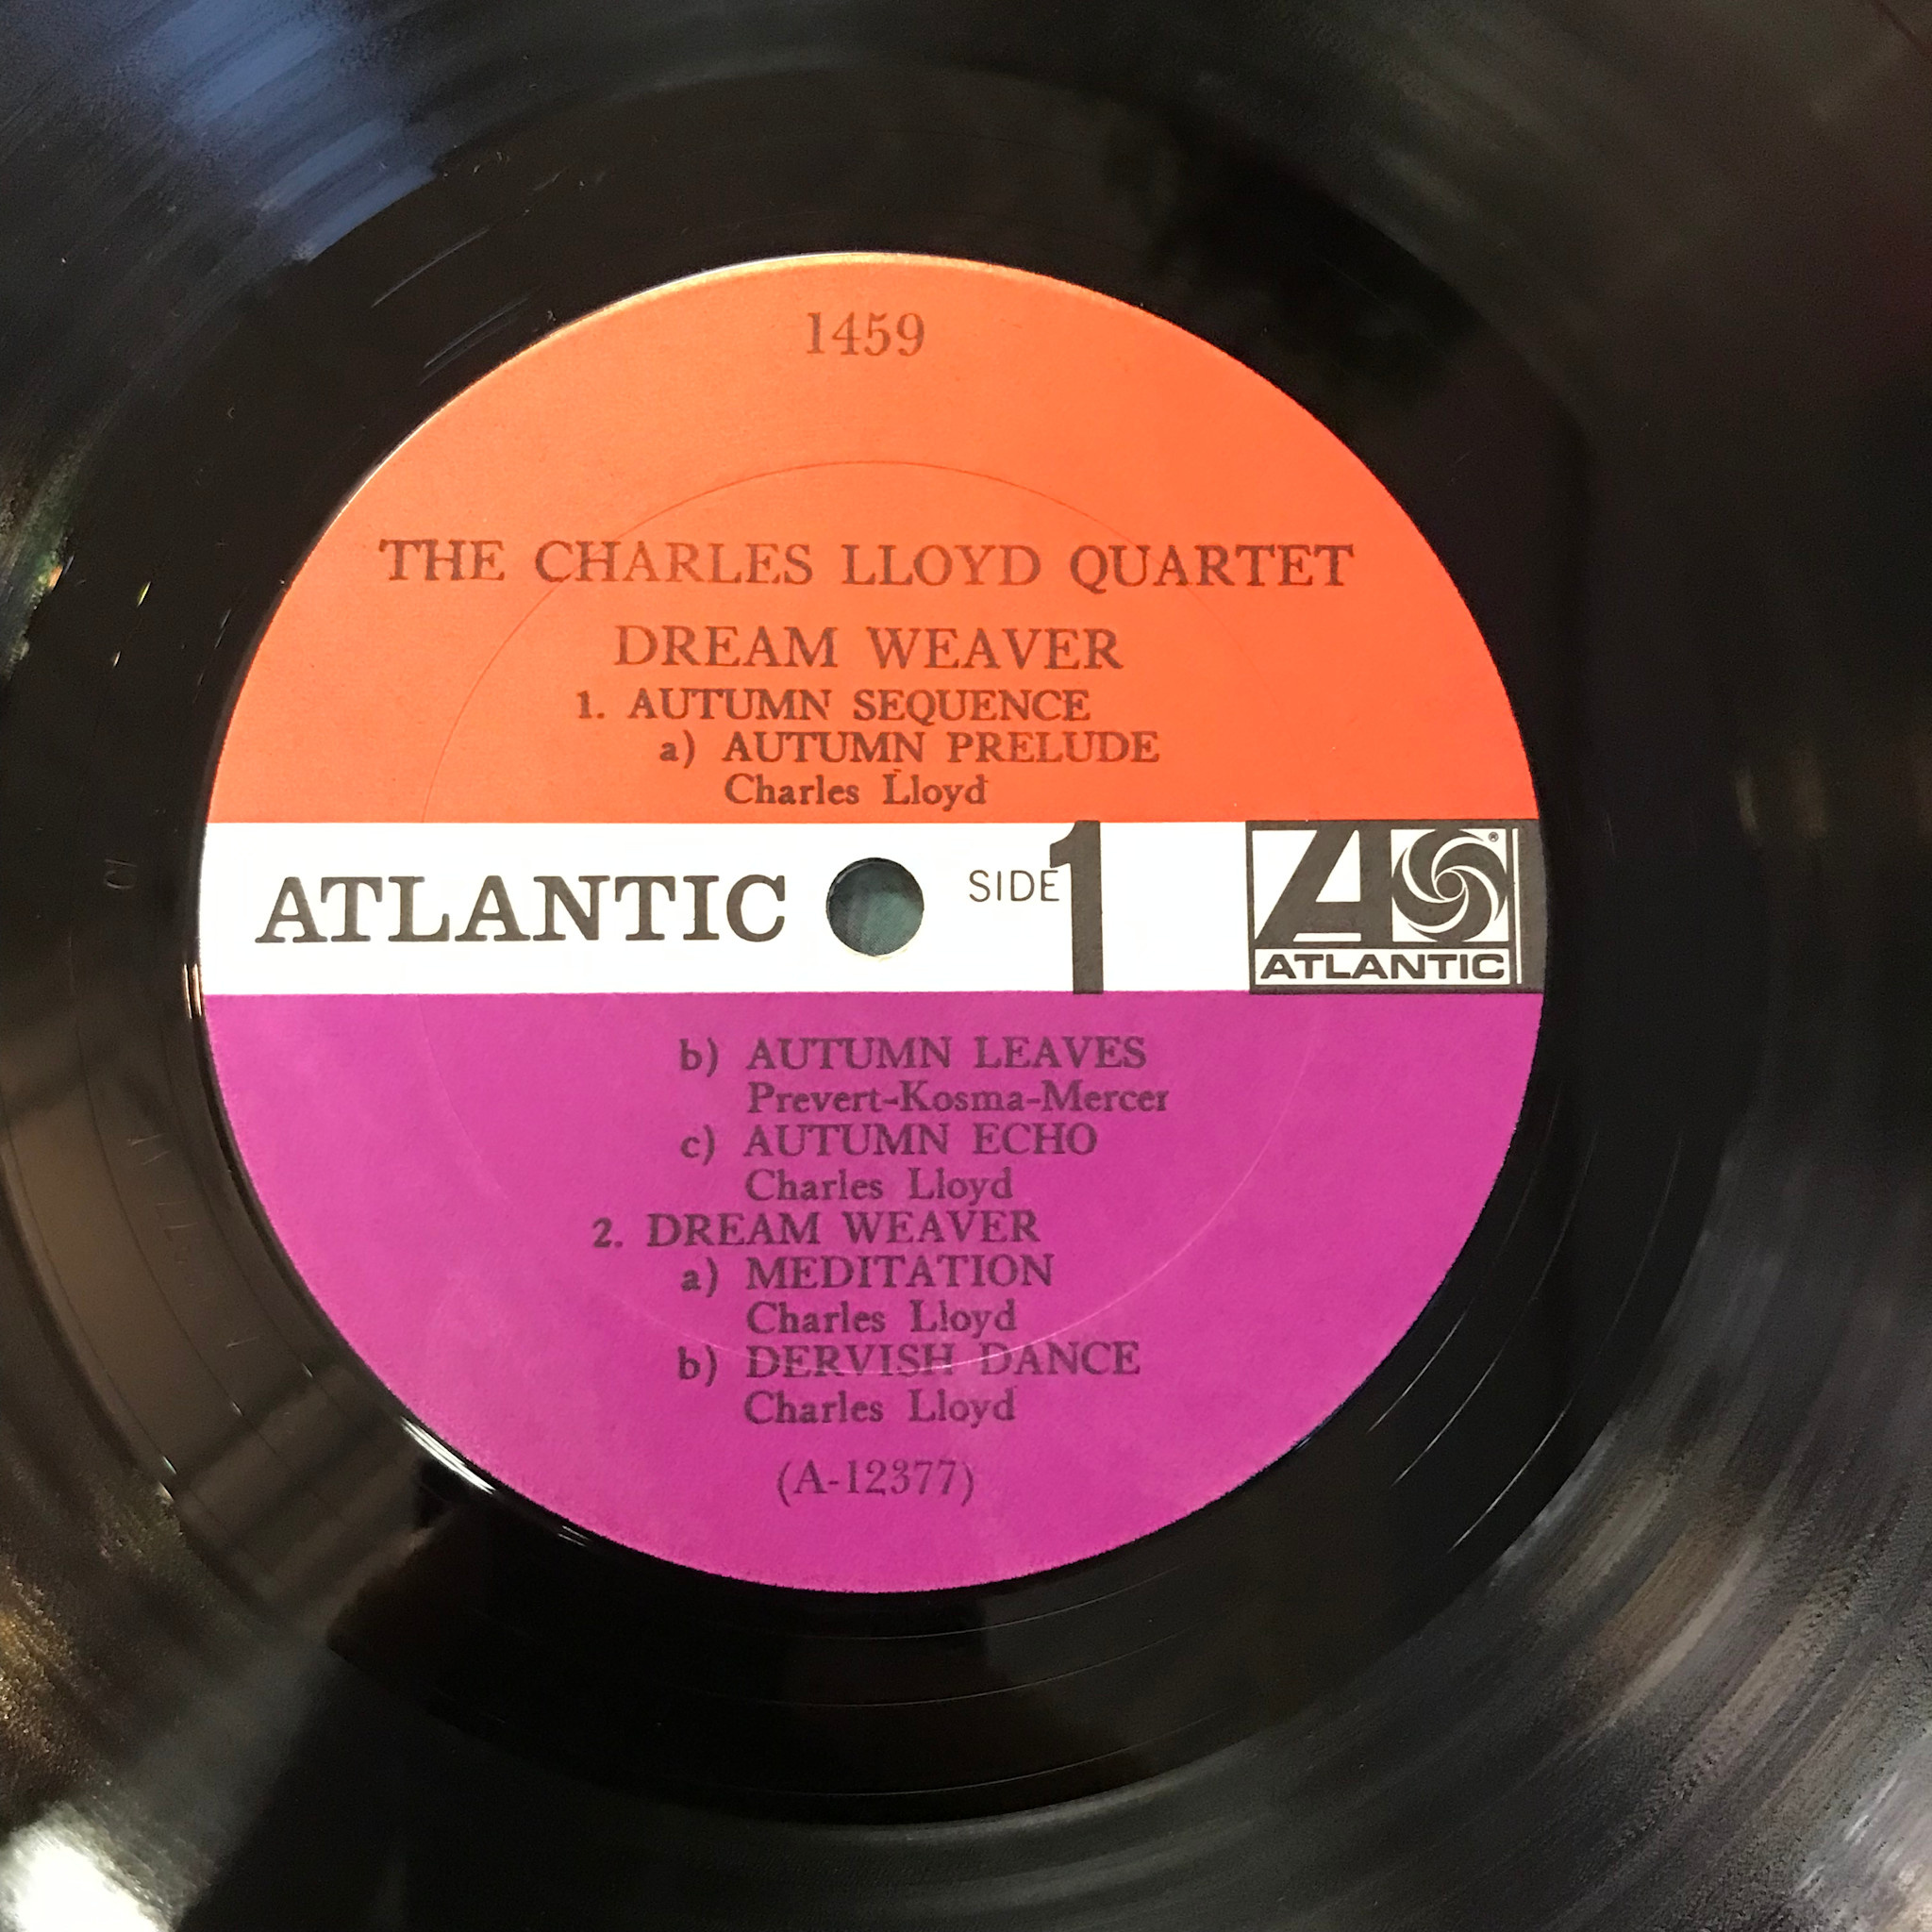 1459
THE CHARLES LLOYD QUARTET
DREAM WEAVER
1. AUTUMN SEQUENCE
a) AUTUMN PRELUDE
Charles Lloyd
ATLANTIC SIDE 1
A
®
ATLANTIC
b) AUTUMN LEAVES
Prevert-Kosma-Mercer
c) AUTUMN ECHO
Charles Lloyd
2. DREAM WEAVER
a) MEDITATION
Charles Lloyd
b) DERVISH DANCE
Charles Lloyd
(A-12377)